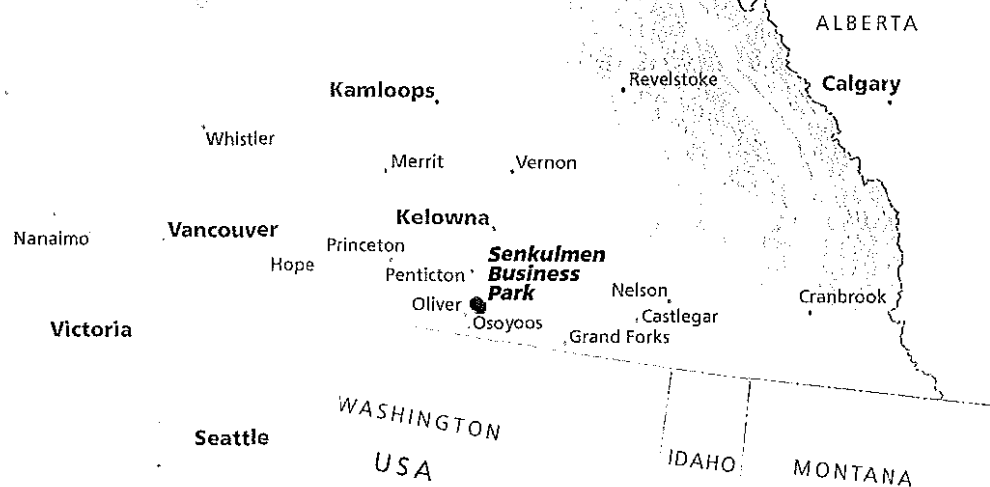 ALBERTA
Revelstoke
Calgary
Kamloops
Whistler
Merrit
Vernon
Kelowna
Vancouver
Nanaimo
Princeton
Senkulmen
Business
Park
Hope
Penticton
Nelson
Cranbrook
Oliver
Castlegar
Osoyoos
Victoria
Grand Forks
WASHINGTON
Seattle
USA
IDAHO
MONTANA